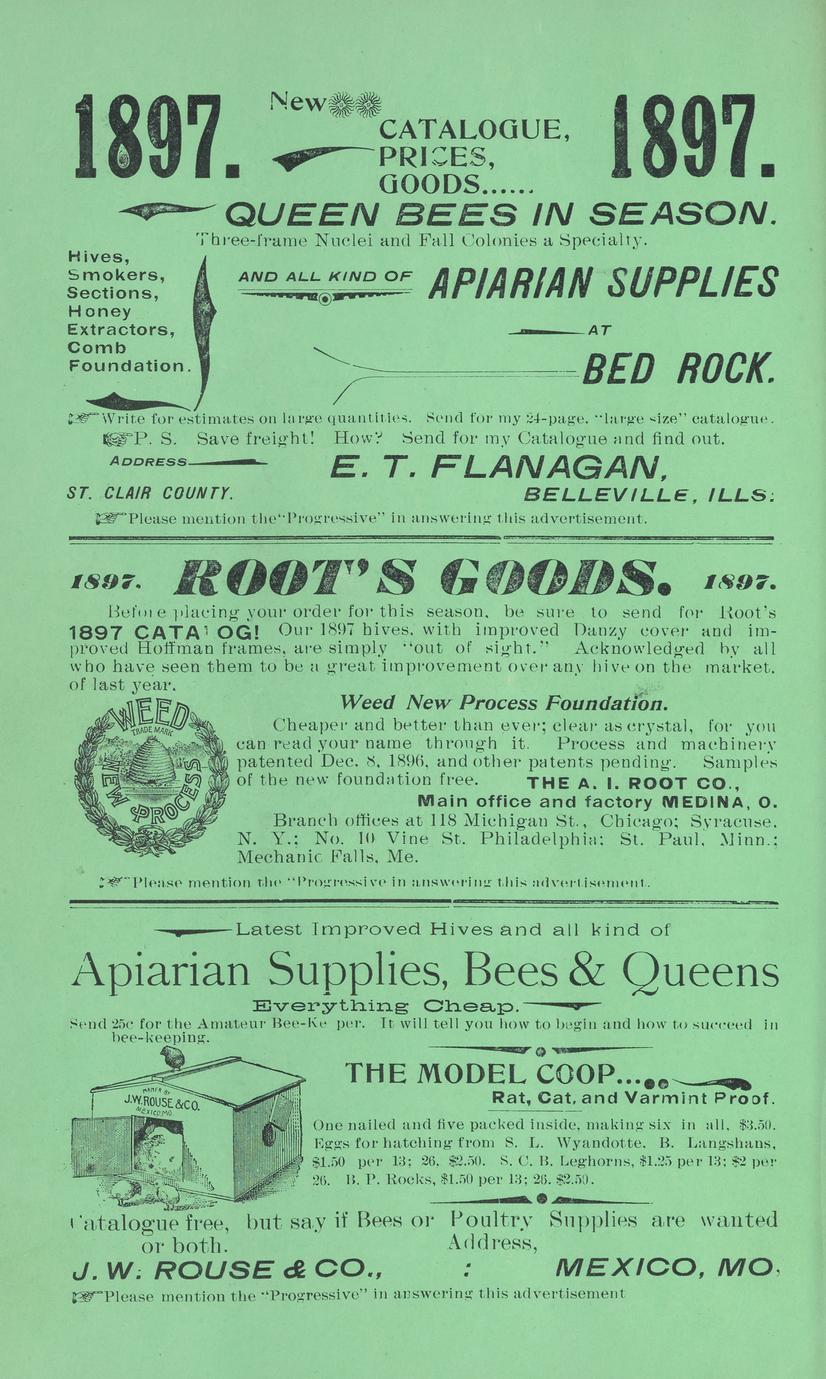 1897. New 1897.
CATALOGUE,
PRICES,
GOODS......
QUEEN BEES IN SEASON.
Three-frame Nuclei and Fall Colonies a Specialty.
Hives,
Smokers,
Sections,
Honey
Extractors,
Comb
Foundation.
AND ALL KIND OF APIARIAN SUPPLIES
AT
BED ROCK.
Write for estimates on large quantities. Send for my 24-page, "large size" catalogue.
P. S. Save freight! How? Send for my Catalogue and find out.
ADDRESS E. T. FLANAGAN,
ST. CLAIR COUNTY. BELLEVILLE, ILLS.
Please mention the "Progressive" in answering this advertisement.
1897. ROOT'S GOODS. 1897.
Before placing your order for this season, be sure to send for Root's
1897 CATA OG! Our 1897 hives, with improved Danzy cover and im-
proved Hoffman frames, are simply "out of sight." Acknowledged by all
who have seen them to be a great improvement over any hive on the market.
of last year.
Weed New Process Foundation.
WEED
TRADE MARK
NEW PROCESS
Cheaper and better than ever; clear as crystal, for you
can read your name through it. Process and machinery
patented Dec. 8, 1896, and other patents pending. Samples
of the new foundation free. THE A. I. ROOT CO.,
Main office and factory MEDINA, O.
Branch offices at 118 Michigan St., Chicago; Syracuse,
N. Y.; No. 10 Vine St. Philadelphia; St. Paul, Minn.;
Mechanic Falls, Me.
Please mention the "Progressive in answering this advertisement.
Latest Improved Hives and all kind of
Apiarian Supplies, Bees & Queens
Everything Cheap.
Send 25c for the Amateur Bee-Ke per. It will tell you how to begin and how to succeed in
bee-keeping.
MANF'D BY
J.W. ROUSE & CO.
MEXICO, MO.
THE MODEL COOP...
Rat, Cat, and Varmint Proof.
One nailed and five packed inside, making six in all, $3.50.
Eggs for hatching from S. L. Wyandotte, B. Langshans,
$1.50 per 13; 26, $2.50. S. C. B. Leghorns, $1.25 per 13; $2 per
26. B. P. Rocks, $1.50 per 13; 26, $2.50.
Catalogue free, but say if Bees or Poultry Supplies are wanted
or both. Address,
J. W. ROUSE & CO., : MEXICO, MO.
Please mention the "Progressive" in answering this advertisement